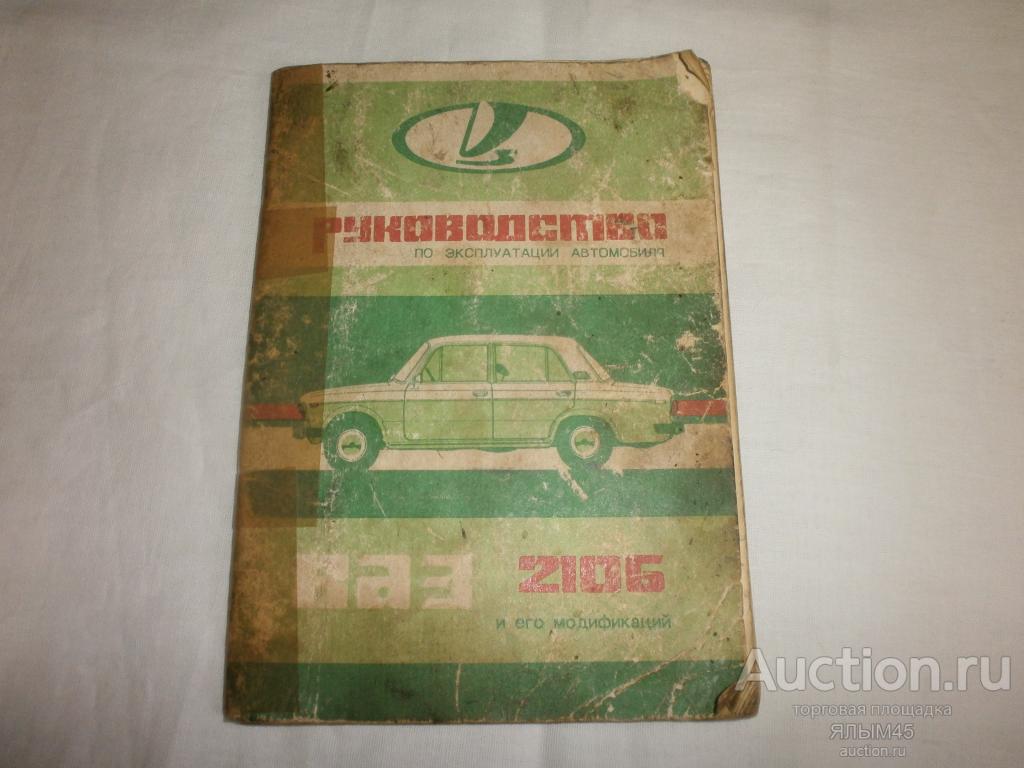 РУКОВОДСТВО
ПО ЭКСПЛУАТАЦИИ АВТОМОБИЛЯ
ваз 2106
и его модификаций
Auction.ru
торговая площадка
ЯЛЫМ45
auction.ru